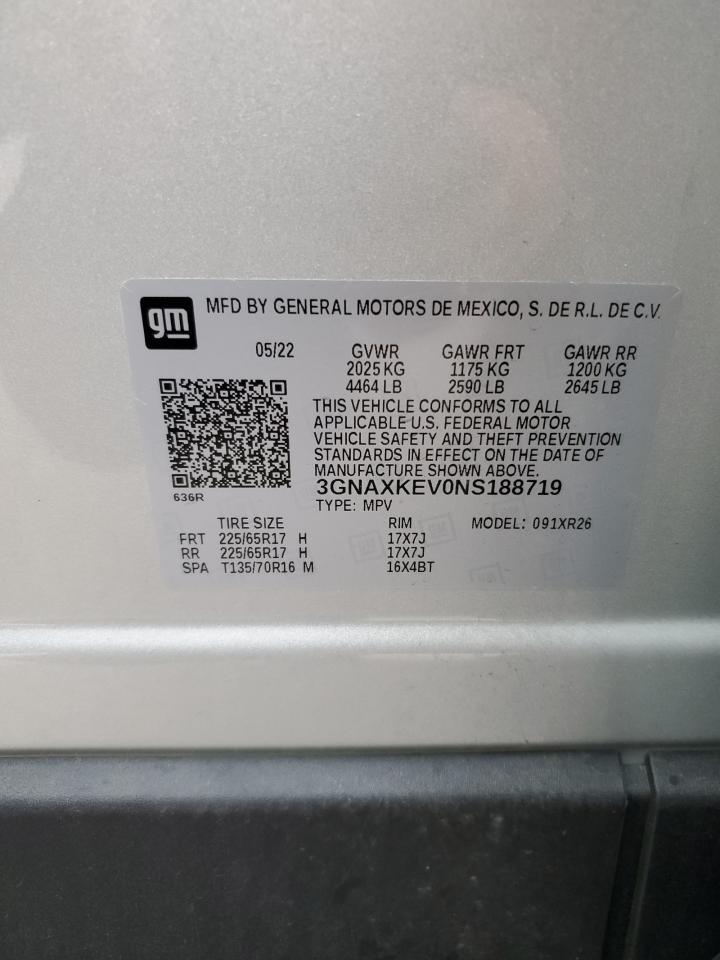 gm MFD BY GENERAL MOTORS DE MEXICO, S. DE R.L. DE C.V.
05/22 GVWR GAWR FRT GAWR RR
2025 KG 1175 KG 1200 KG
4464 LB 2590 LB 2645 LB
THIS VEHICLE CONFORMS TO ALL
APPLICABLE U.S. FEDERAL MOTOR
VEHICLE SAFETY AND THEFT PREVENTION
STANDARDS IN EFFECT ON THE DATE OF
MANUFACTURE SHOWN ABOVE.
636R 3GNAXKEV0NS188719
TYPE: MPV
TIRE SIZE RIM MODEL: 091XR26
FRT 225/65R17 H 17X7J
RR 225/65R17 H 17X7J
SPA T135/70R16 M 16X4BT